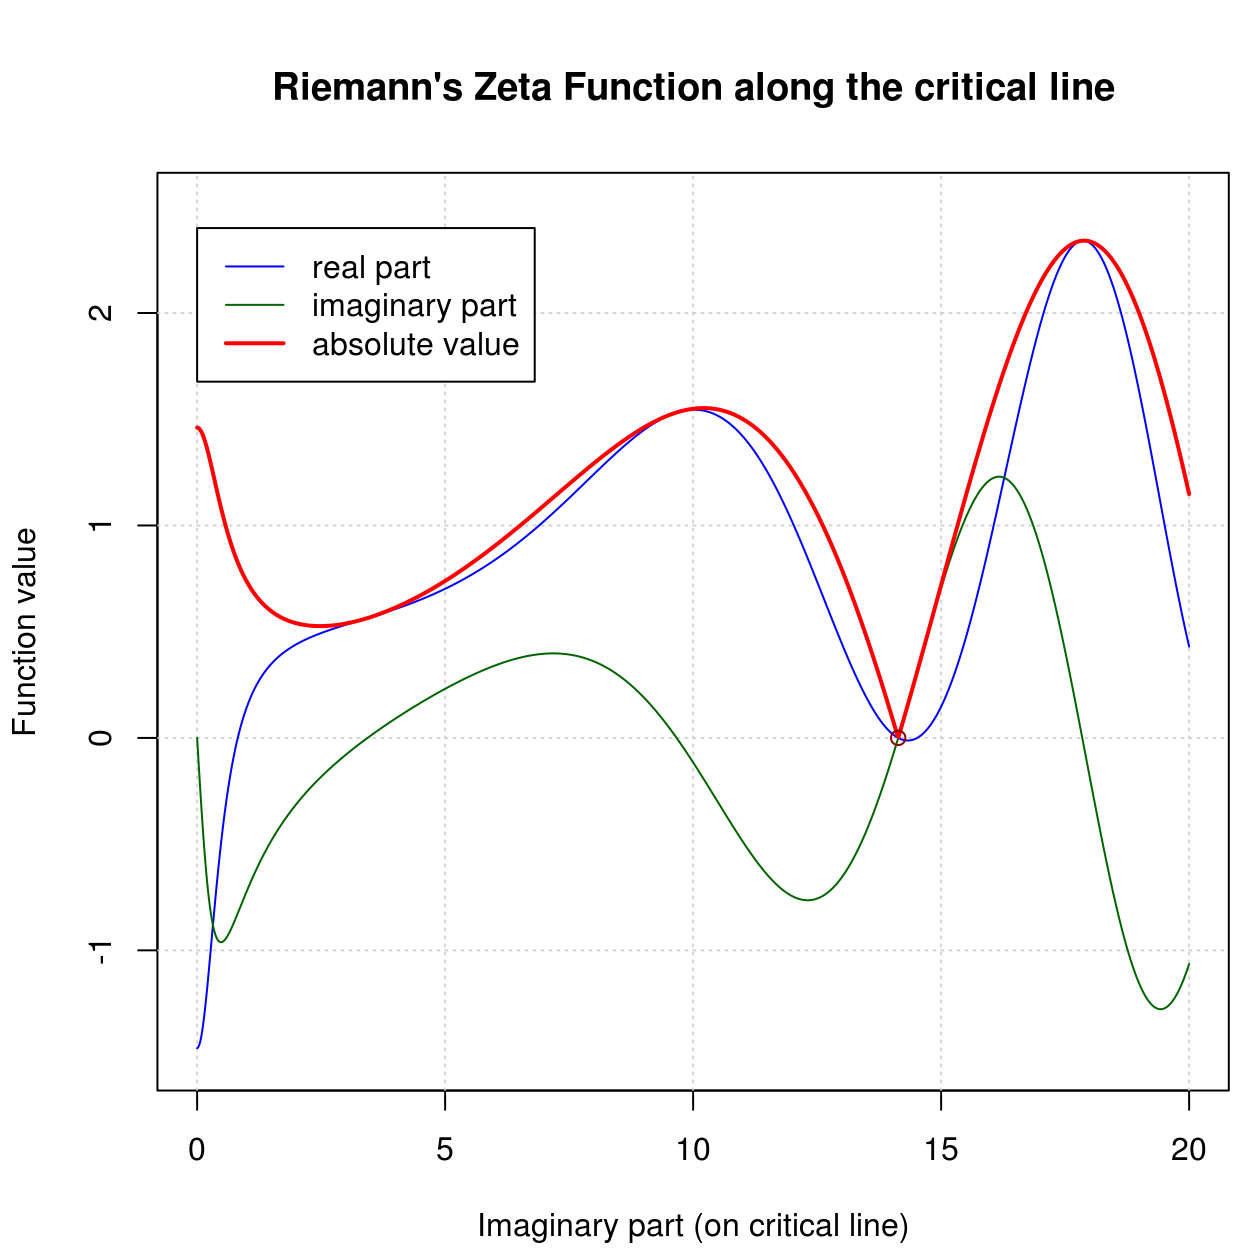 Riemann's Zeta Function along the critical line
real part
imaginary part
absolute value
Function value
2
1
0
-1
0 5 10 15 20
Imaginary part (on critical line)